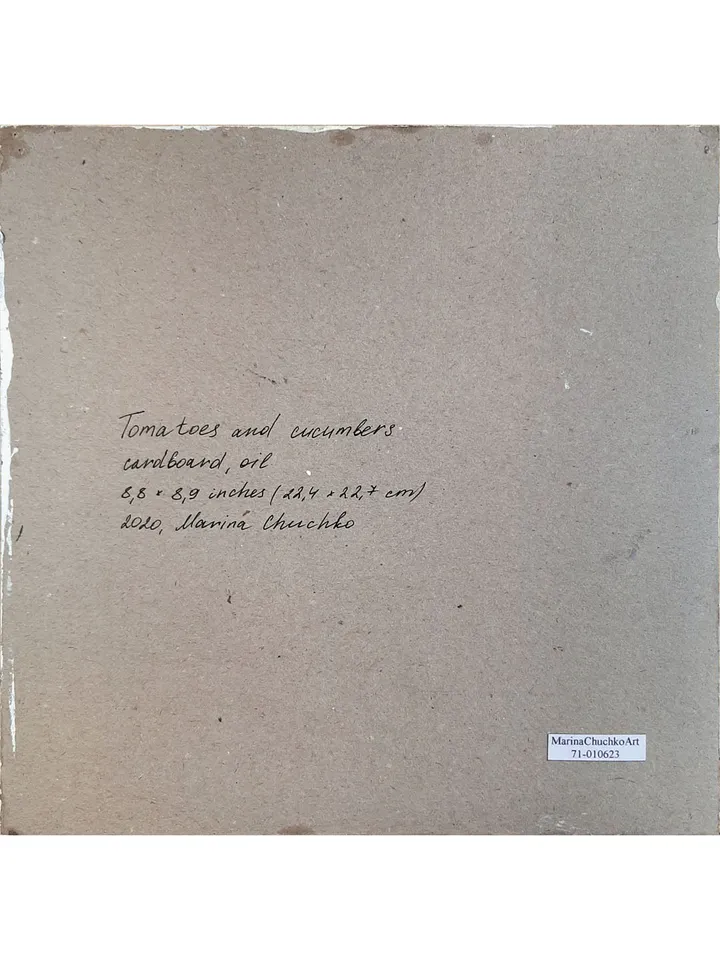 Tomatoes and cucumbers
cardboard, oil
8,8 × 8,9 inches (22,4 × 22,7 cm)
2020, Marina Chuchko
MarinaChuchkoArt
71-010623